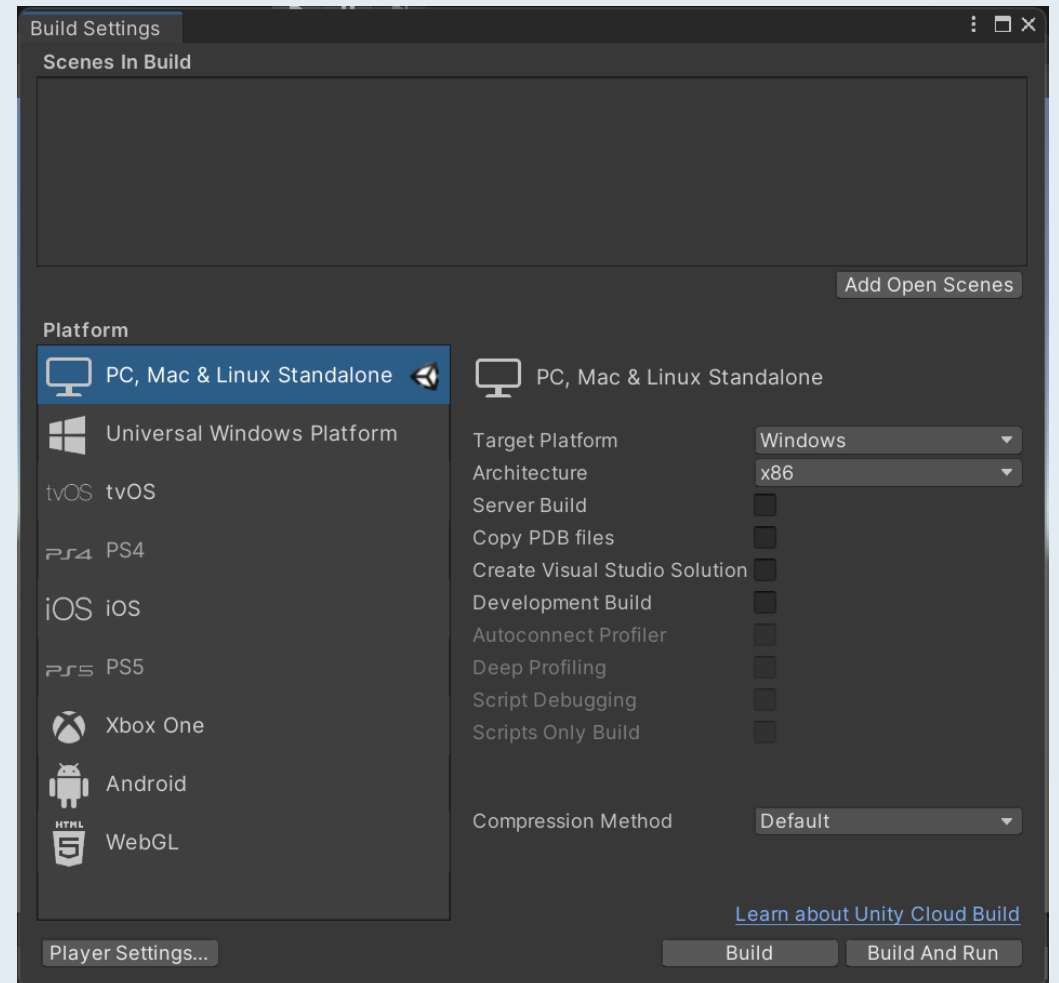 Build Settings
Scenes In Build
Add Open Scenes
Platform
PC, Mac & Linux Standalone
Universal Windows Platform
tvOS tvOS
PS4 PS4
iOS iOS
PS5 PS5
Xbox One
Android
HTML 5 WebGL
PC, Mac & Linux Standalone
Target Platform Windows
Architecture x86
Server Build
Copy PDB files
Create Visual Studio Solution
Development Build
Autoconnect Profiler
Deep Profiling
Script Debugging
Scripts Only Build
Compression Method Default
Learn about Unity Cloud Build
Player Settings... Build Build And Run